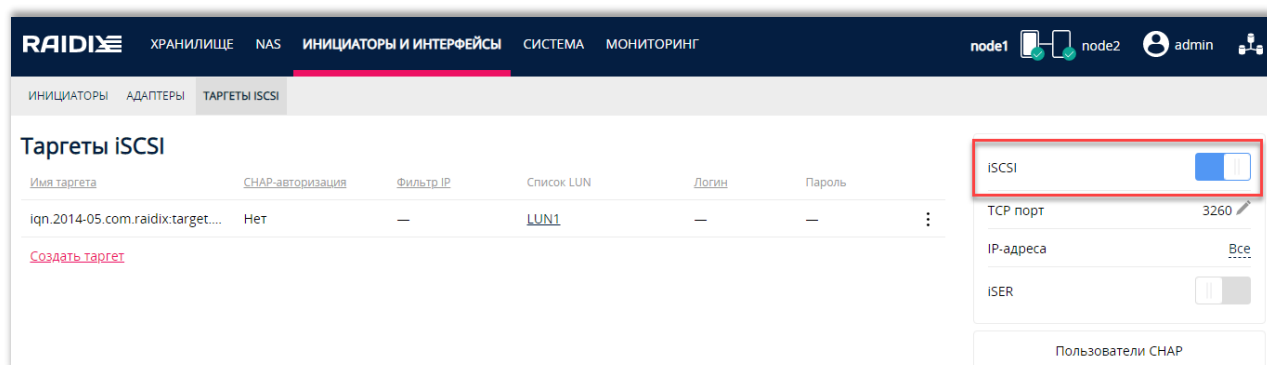 RAIDIX ХРАНИЛИЩЕ NAS ИНИЦИАТОРЫ И ИНТЕРФЕЙСЫ СИСТЕМА МОНИТОРИНГ node1 node2 admin
ИНИЦИАТОРЫ АДАПТЕРЫ ТАРГЕТЫ ISCSI
Таргеты iSCSI
Имя таргета CHAP-авторизация Фильтр IP Список LUN Логин Пароль
iqn.2014-05.com.raidix:target.... Нет — LUN1 — —
Создать таргет
iSCSI
TCP порт 3260
IP-адреса Все
iSER
Пользователи CHAP